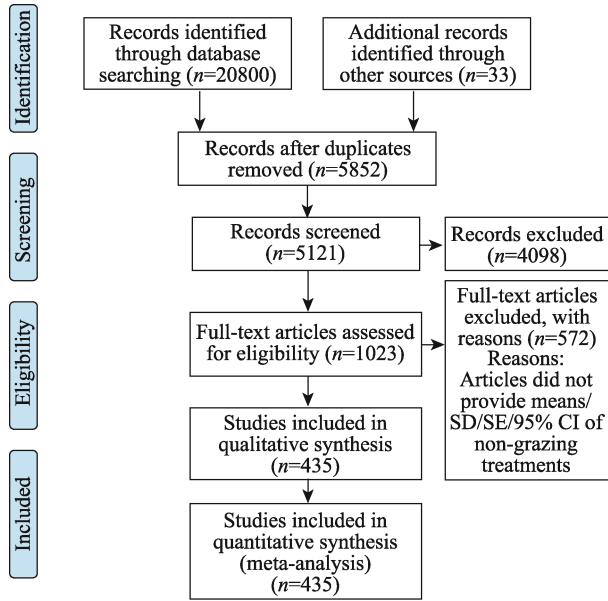 Identification
Records identified
through database
searching (n=20800)
Additional records
identified through
other sources (n=33)
Records after duplicates
removed (n=5852)
Screening
Records screened
(n=5121)
Records excluded
(n=4098)
Eligibility
Full-text articles assessed
for eligibility (n=1023)
Full-text articles
excluded, with
reasons (n=572)
Reasons:
Articles did not
provide means/
SD/SE/95% CI of
non-grazing
treatments
Studies included in
qualitative synthesis
(n=435)
Included
Studies included in
quantitative synthesis
(meta-analysis)
(n=435)